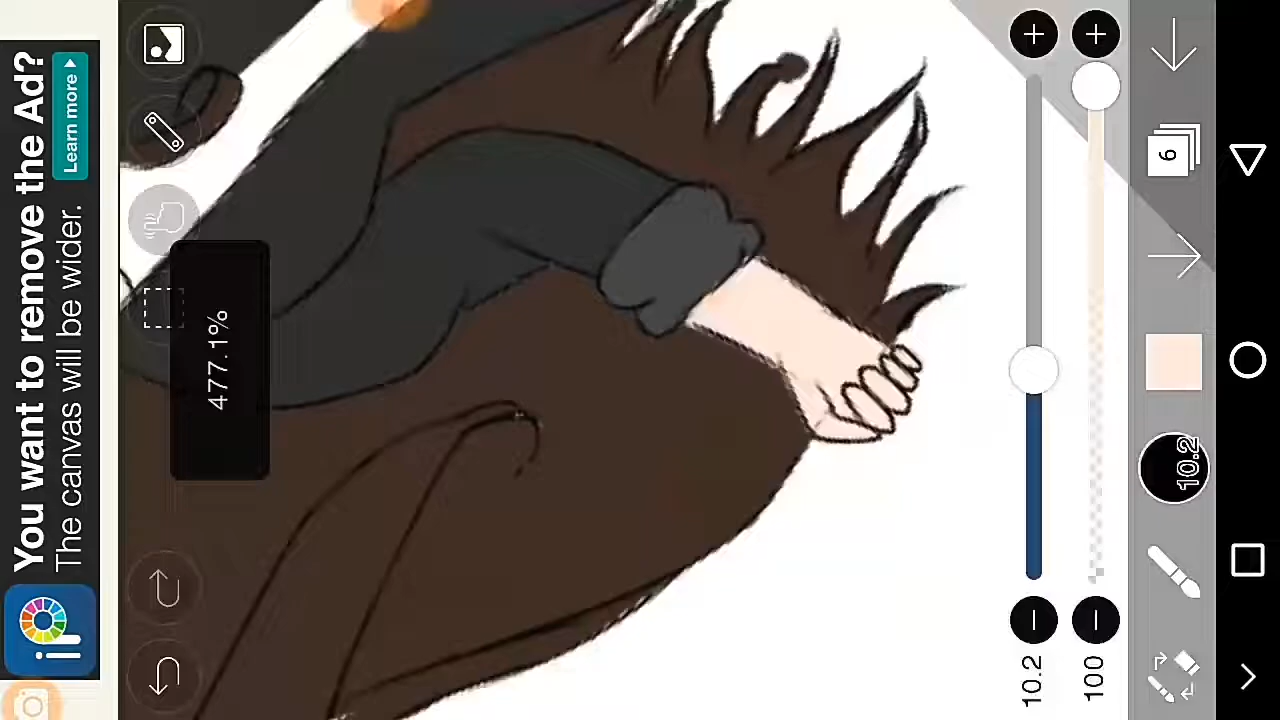 You want to remove the Ad?
The canvas will be wider.
Learn more
477.1%
6
10.2
10.2
100